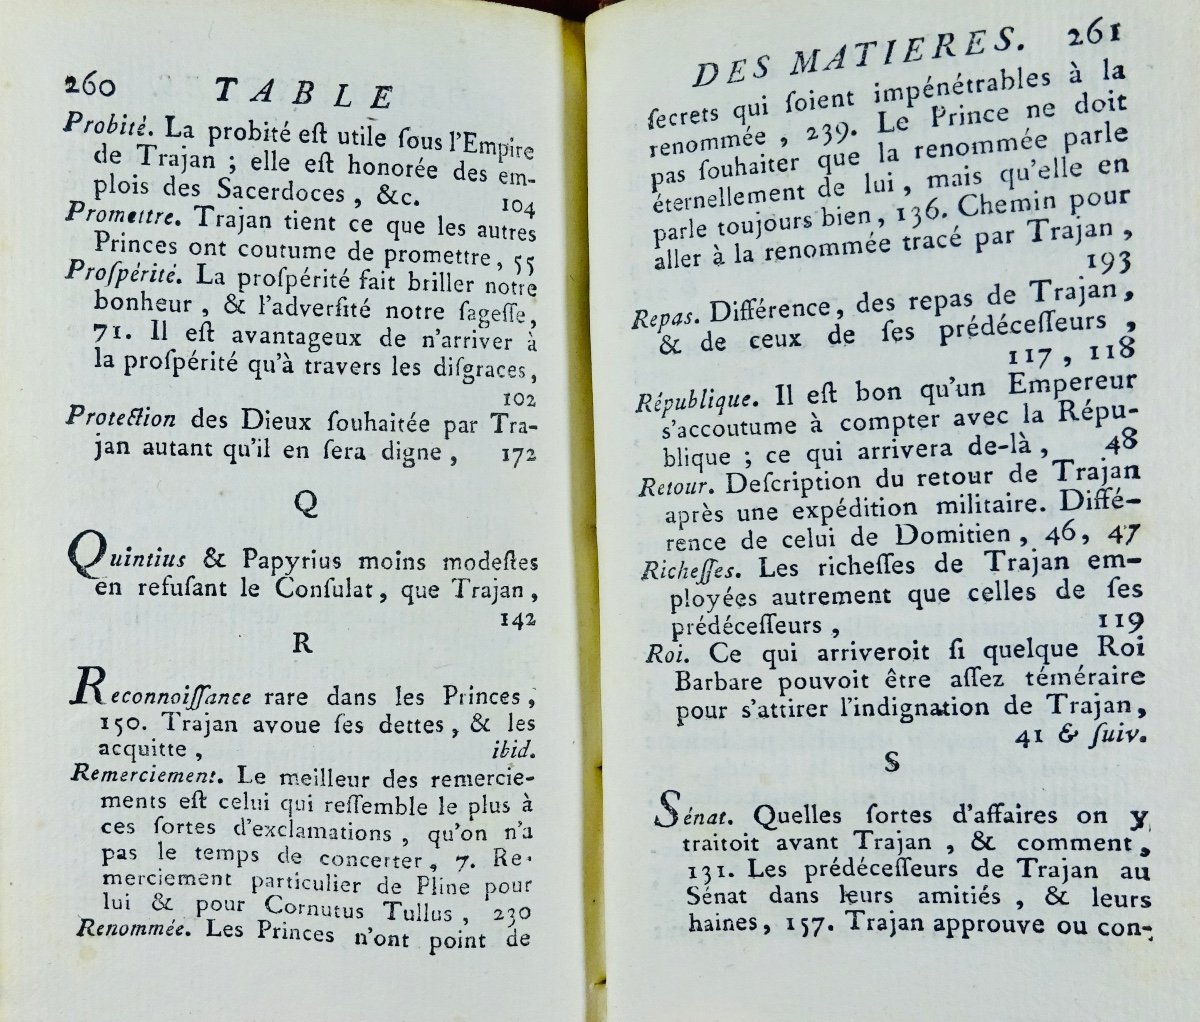 260 TABLE
Probité. La probité eſt utile ſous l'Empire
de Trajan ; elle eſt honorée des em-
plois des Sacerdoces , &c. 104
Promettre. Trajan tient ce que les autres
Princes ont coutume de promettre, 55
Proſpérité. La proſpérité fait briller notre
bonheur , & l'adverſité notre ſageſſe,
71. Il eſt avantageux de n'arriver à
la proſpérité qu'à travers les diſgraces,
102
Protection des Dieux ſouhaitée par Tra-
jan autant qu'il en ſera digne , 172
Q
Quintius & Papyrius moins modeſtes
en refuſant le Conſulat, que Trajan,
142
R
Reconnoiſſance rare dans les Princes,
150. Trajan avoue ſes dettes, & les
acquitte, ibid.
Remerciement. Le meilleur des remercie-
ments eſt celui qui reſſemble le plus à
ces ſortes d'exclamations , qu'on n'a
pas le temps de concerter, 7. Re-
merciement particulier de Pline pour
lui & pour Cornutus Tullus, 230
Renommée. Les Princes n'ont point de
DES MATIERES. 261
ſecrets qui ſoient impénétrables à la
renommée , 239. Le Prince ne doit
pas ſouhaiter que la renommée parle
éternellement de lui, mais qu'elle en
parle toujours bien, 136. Chemin pour
aller à la renommée tracé par Trajan ,
193
Repas. Différence, des repas de Trajan,
& de ceux de ſes prédéceſſeurs ,
117, 118
République. Il eſt bon qu'un Empereur
s'accoutume à compter avec la Répu-
blique ; ce qui arrivera de-là , 48
Retour. Deſcription du retour de Trajan
après une expédition militaire. Diffé-
rence de celui de Domitien , 46, 47
Richeſſes. Les richeſſes de Trajan em-
ployées autrement que celles de ſes
prédéceſſeurs, 119
Roi. Ce qui arriveroit ſi quelque Roi
Barbare pouvoit être aſſez téméraire
pour s'attirer l'indignation de Trajan,
41 & ſuiv.
S
Sénat. Quelles ſortes d'affaires on y
traitoit avant Trajan , & comment,
131. Les prédéceſſeurs de Trajan au
Sénat dans leurs amitiés , & leurs
haines, 157. Trajan approuve ou con-